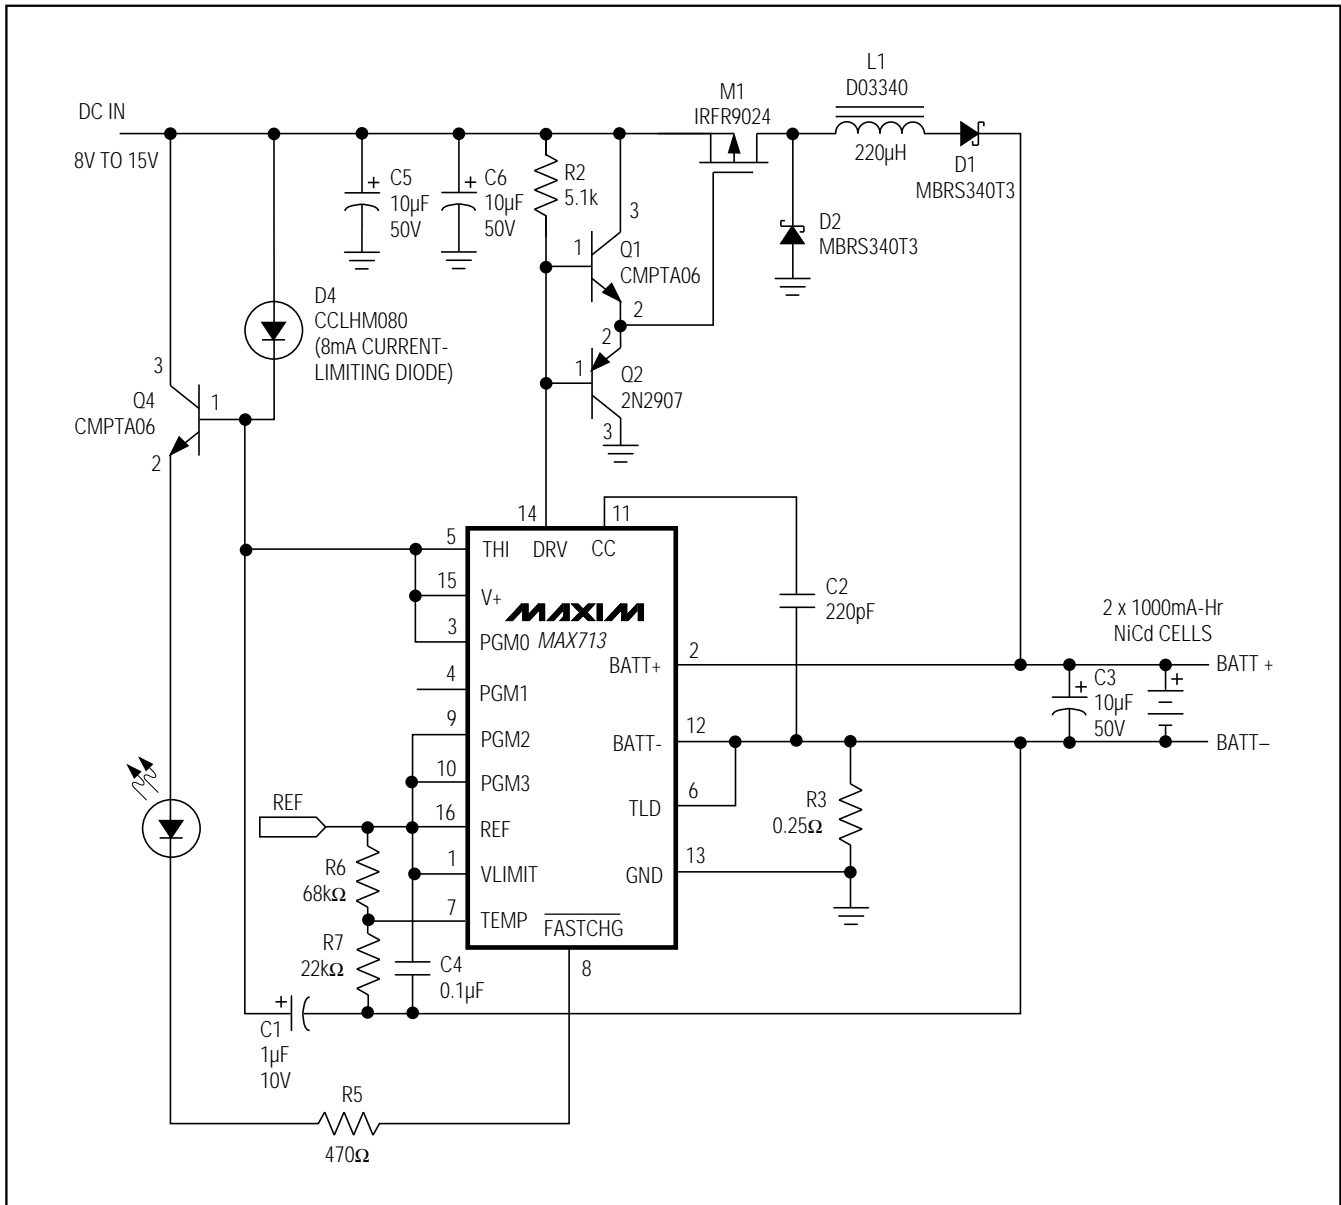 L1
D03340
M1
IRFR9024
DC IN
8V TO 15V
220µH
D1
MBRS340T3
C5
10µF
50V
C6
10µF
50V
R2
5.1k
3
1
Q1
CMPTA06
2
D2
MBRS340T3
D4
CCLHM080
(8mA CURRENT-
LIMITING DIODE)
2
1
Q2
2N2907
3
3
Q4
CMPTA06
1
2
14
11
5
THI
DRV
CC
15
V+
MAXIM
3
PGM0
MAX713
4
PGM1
9
PGM2
10
PGM3
16
REF
1
VLIMIT
7
TEMP
FASTCHG
8
BATT+
2
BATT-
12
TLD
6
GND
13
C2
220pF
2 x 1000mA-Hr
NiCd CELLS
BATT +
C3
10µF
50V
BATT–
R3
0.25Ω
REF
R6
68kΩ
R7
22kΩ
C4
0.1µF
C1
1µF
10V
R5
470Ω